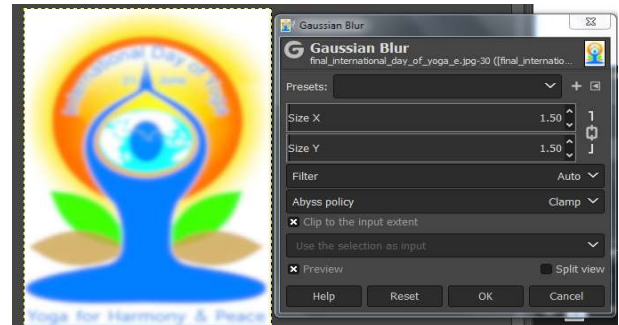 International Day of Yoga
21 June
Yoga for Harmony & Peace
Gaussian Blur
Gaussian Blur
final_international_day_of_yoga_e.jpg-30 ([final_internatio...
Presets:
Size X 1.50
Size Y 1.50
Filter Auto
Abyss policy Clamp
Clip to the input extent
Use the selection as input
Preview Split view
Help Reset OK Cancel